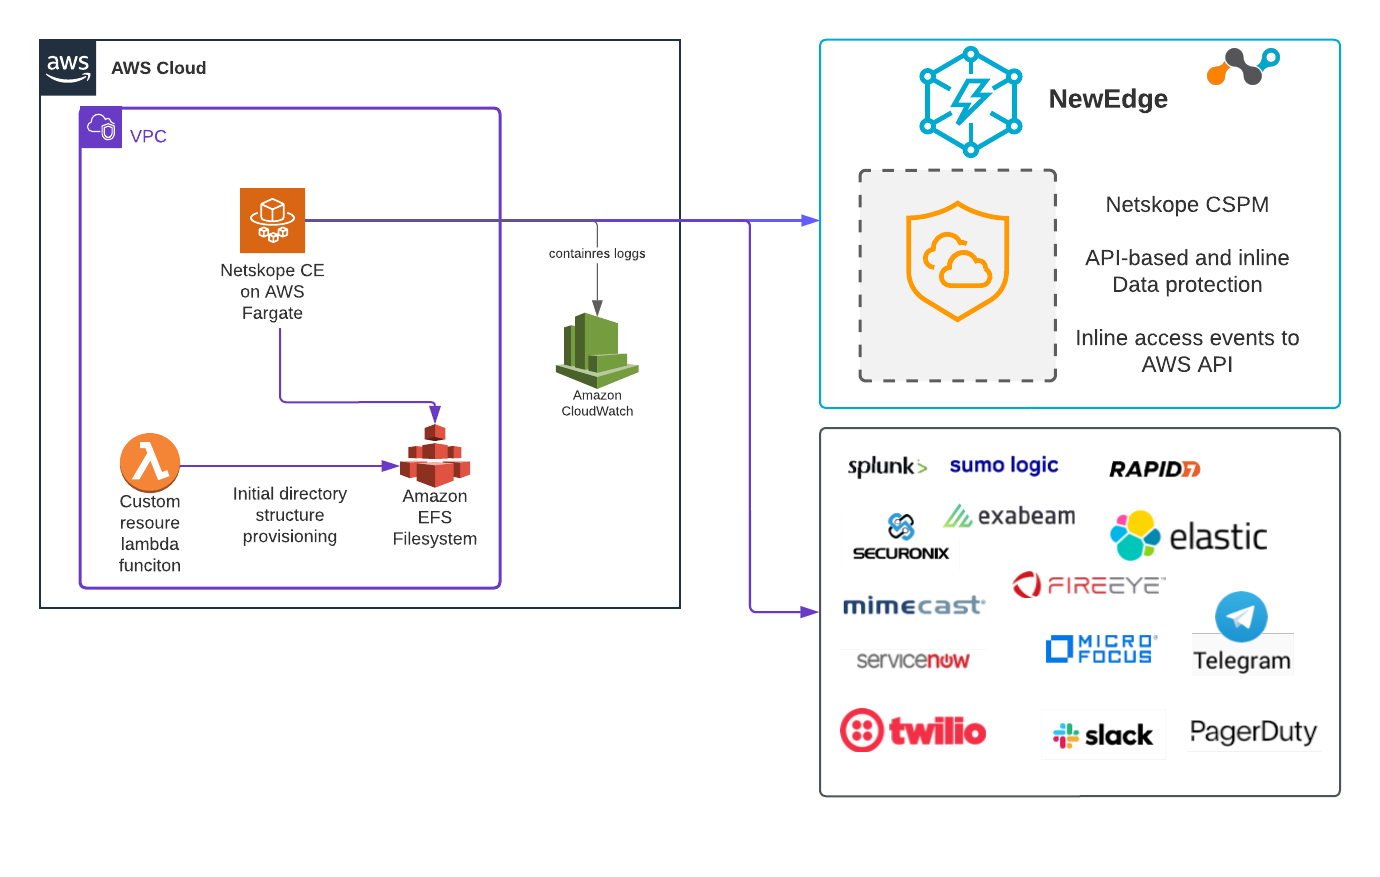 aws
AWS Cloud
VPC
Netskope CE
on AWS
Fargate
containres loggs
Amazon
CloudWatch
Custom
resoure
lambda
funciton
Initial directory
structure
provisioning
Amazon
EFS
Filesystem
NewEdge
Netskope CSPM
API-based and inline
Data protection
Inline access events to
AWS API
splunk>
sumo logic
RAPID7
SECURONIX
exabeam
elastic
FIREEYE™
mimecast®
servicenow
MICRO
FOCUS®
Telegram
twilio
slack
PagerDuty